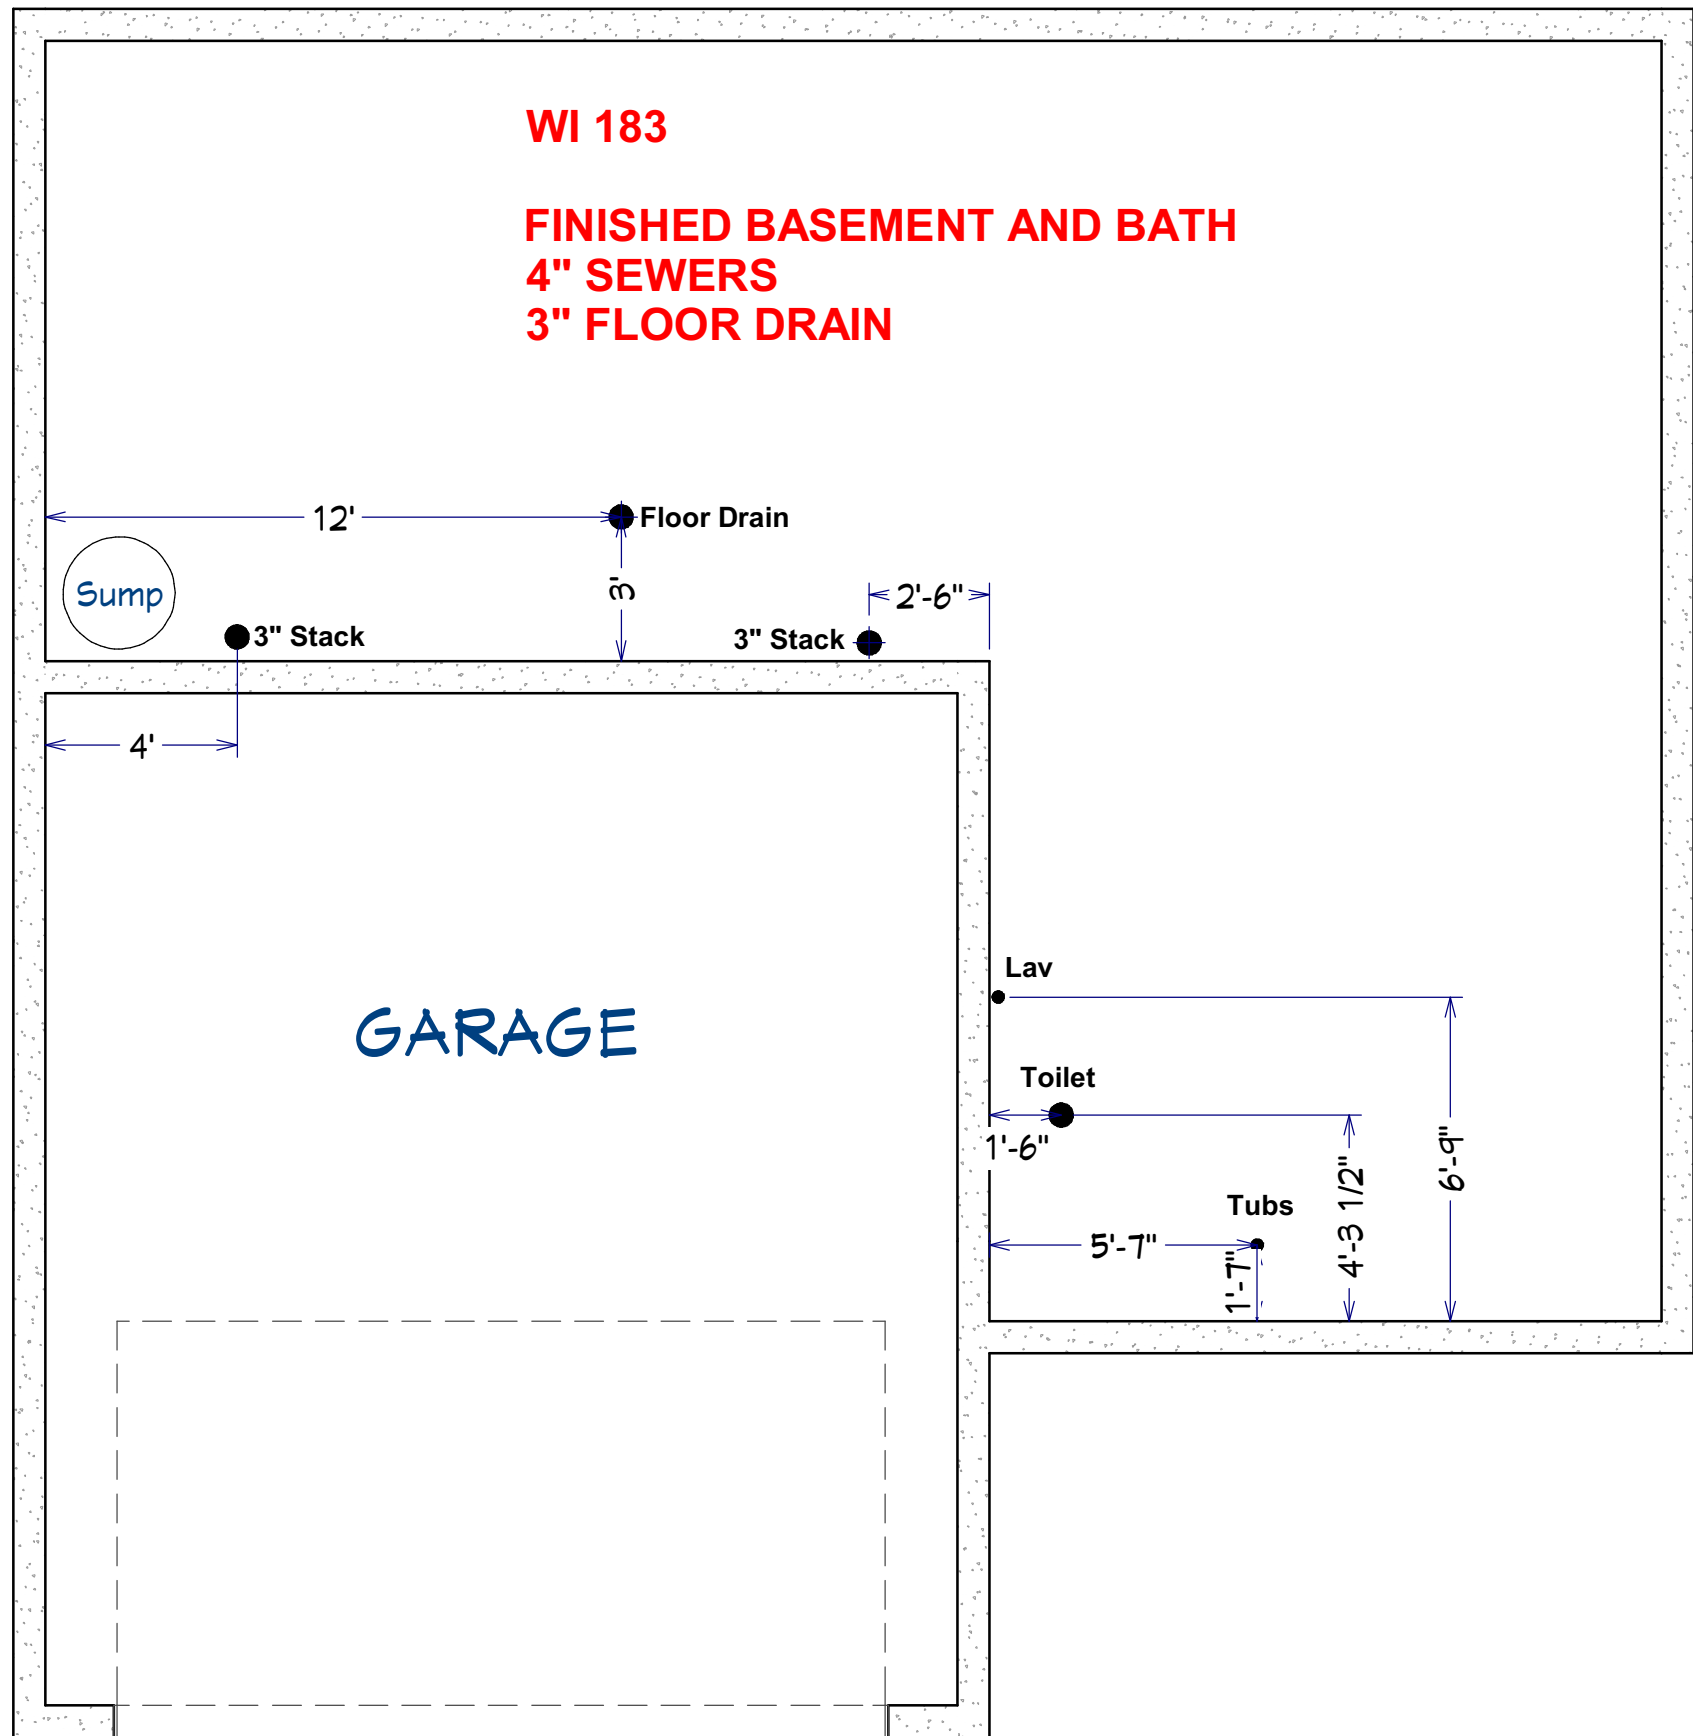 WI 183
FINISHED BASEMENT AND BATH
4" SEWERS
3" FLOOR DRAIN
12'
Floor Drain
Sump
3'
2'-6"
3" Stack
3" Stack
4'
Lav
GARAGE
Toilet
1'-6"
6'-9"
4'-3 1/2"
Tubs
5'-7"
1'-7"